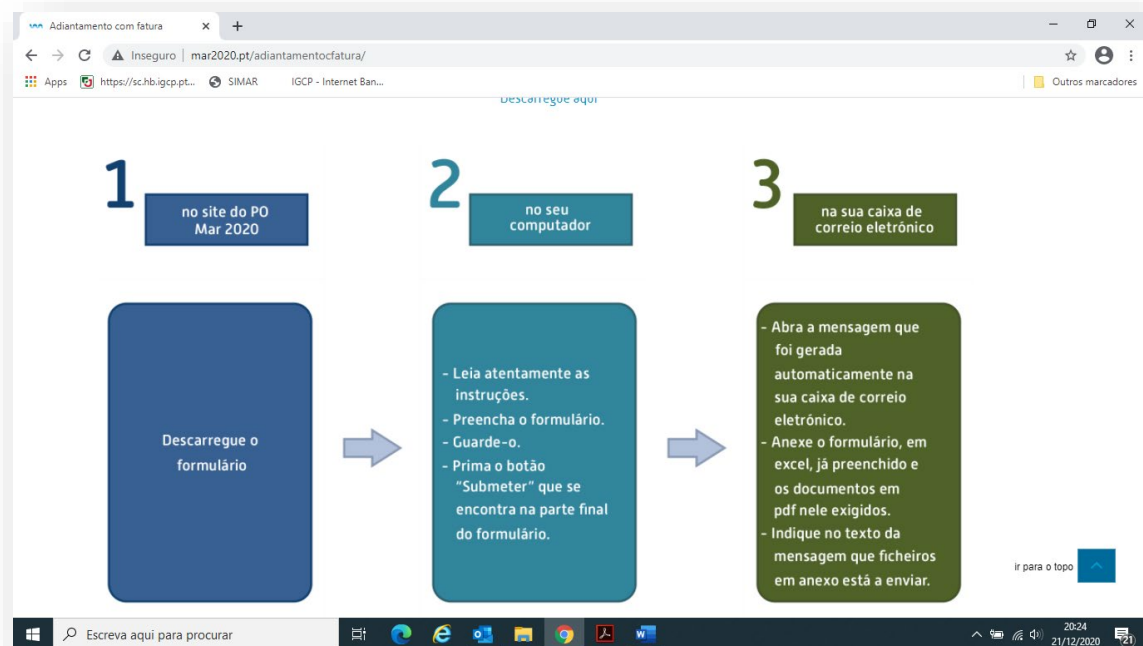 Adiantamento com fatura
Inseguro | mar2020.pt/adiantamentocfatura/
Apps https://sc.hb.igcp.pt... SIMAR IGCP - Internet Ban... Outros marcadores
Descarregue aqui
1
no site do PO
Mar 2020
2
no seu
computador
3
na sua caixa de
correio eletrónico
Descarregue o
formulário
- Leia atentamente as
instruções.
- Preencha o formulário.
- Guarde-o.
- Prima o botão
"Submeter" que se
encontra na parte final
do formulário.
- Abra a mensagem que
foi gerada
automaticamente na
sua caixa de correio
eletrónico.
- Anexe o formulário, em
excel, já preenchido e
os documentos em
pdf nele exigidos.
- Indique no texto da
mensagem que ficheiros
em anexo está a enviar.
ir para o topo
Escreva aqui para procurar
20:24
21/12/2020
21